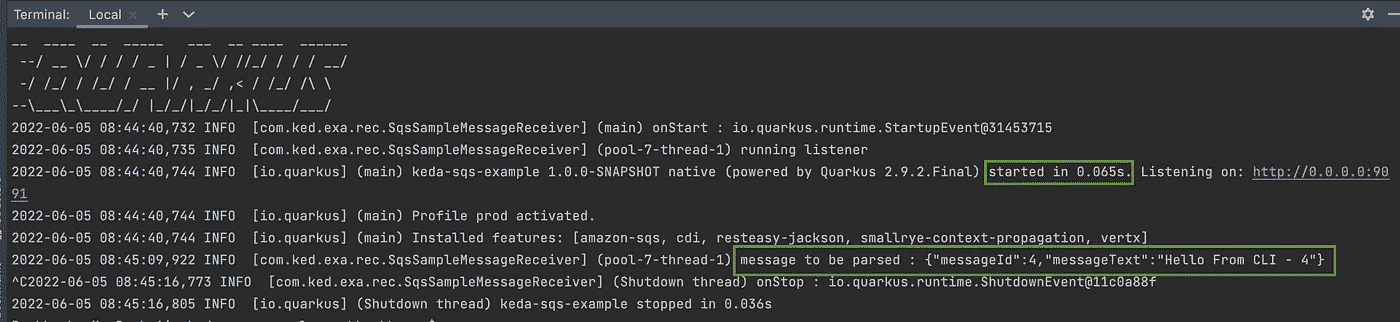 Terminal: Local × +
__  ____  __  _____   ___  __ ____  ______
 --/ __ \/ / / / _ | / _ \/ //_/ / / / __/
 -/ /_/ / /_/ / __ |/ , _/ ,< / /_/ /\ \
--\___\_\____/_/ |_/_/|_/_/|_|\____/___/
2022-06-05 08:44:40,732 INFO  [com.ked.exa.rec.SqsSampleMessageReceiver] (main) onStart : io.quarkus.runtime.StartupEvent@31453715
2022-06-05 08:44:40,735 INFO  [com.ked.exa.rec.SqsSampleMessageReceiver] (pool-7-thread-1) running listener
2022-06-05 08:44:40,744 INFO  [io.quarkus] (main) keda-sqs-example 1.0.0-SNAPSHOT native (powered by Quarkus 2.9.2.Final) started in 0.065s. Listening on: http://0.0.0.0:90
91
2022-06-05 08:44:40,744 INFO  [io.quarkus] (main) Profile prod activated.
2022-06-05 08:44:40,744 INFO  [io.quarkus] (main) Installed features: [amazon-sqs, cdi, resteasy-jackson, smallrye-context-propagation, vertx]
2022-06-05 08:45:09,922 INFO  [com.ked.exa.rec.SqsSampleMessageReceiver] (pool-7-thread-1) message to be parsed : {"messageId":4,"messageText":"Hello From CLI - 4"}
^C2022-06-05 08:45:16,773 INFO  [com.ked.exa.rec.SqsSampleMessageReceiver] (Shutdown thread) onStop : io.quarkus.runtime.ShutdownEvent@11c0a88f
2022-06-05 08:45:16,805 INFO  [io.quarkus] (Shutdown thread) keda-sqs-example stopped in 0.036s